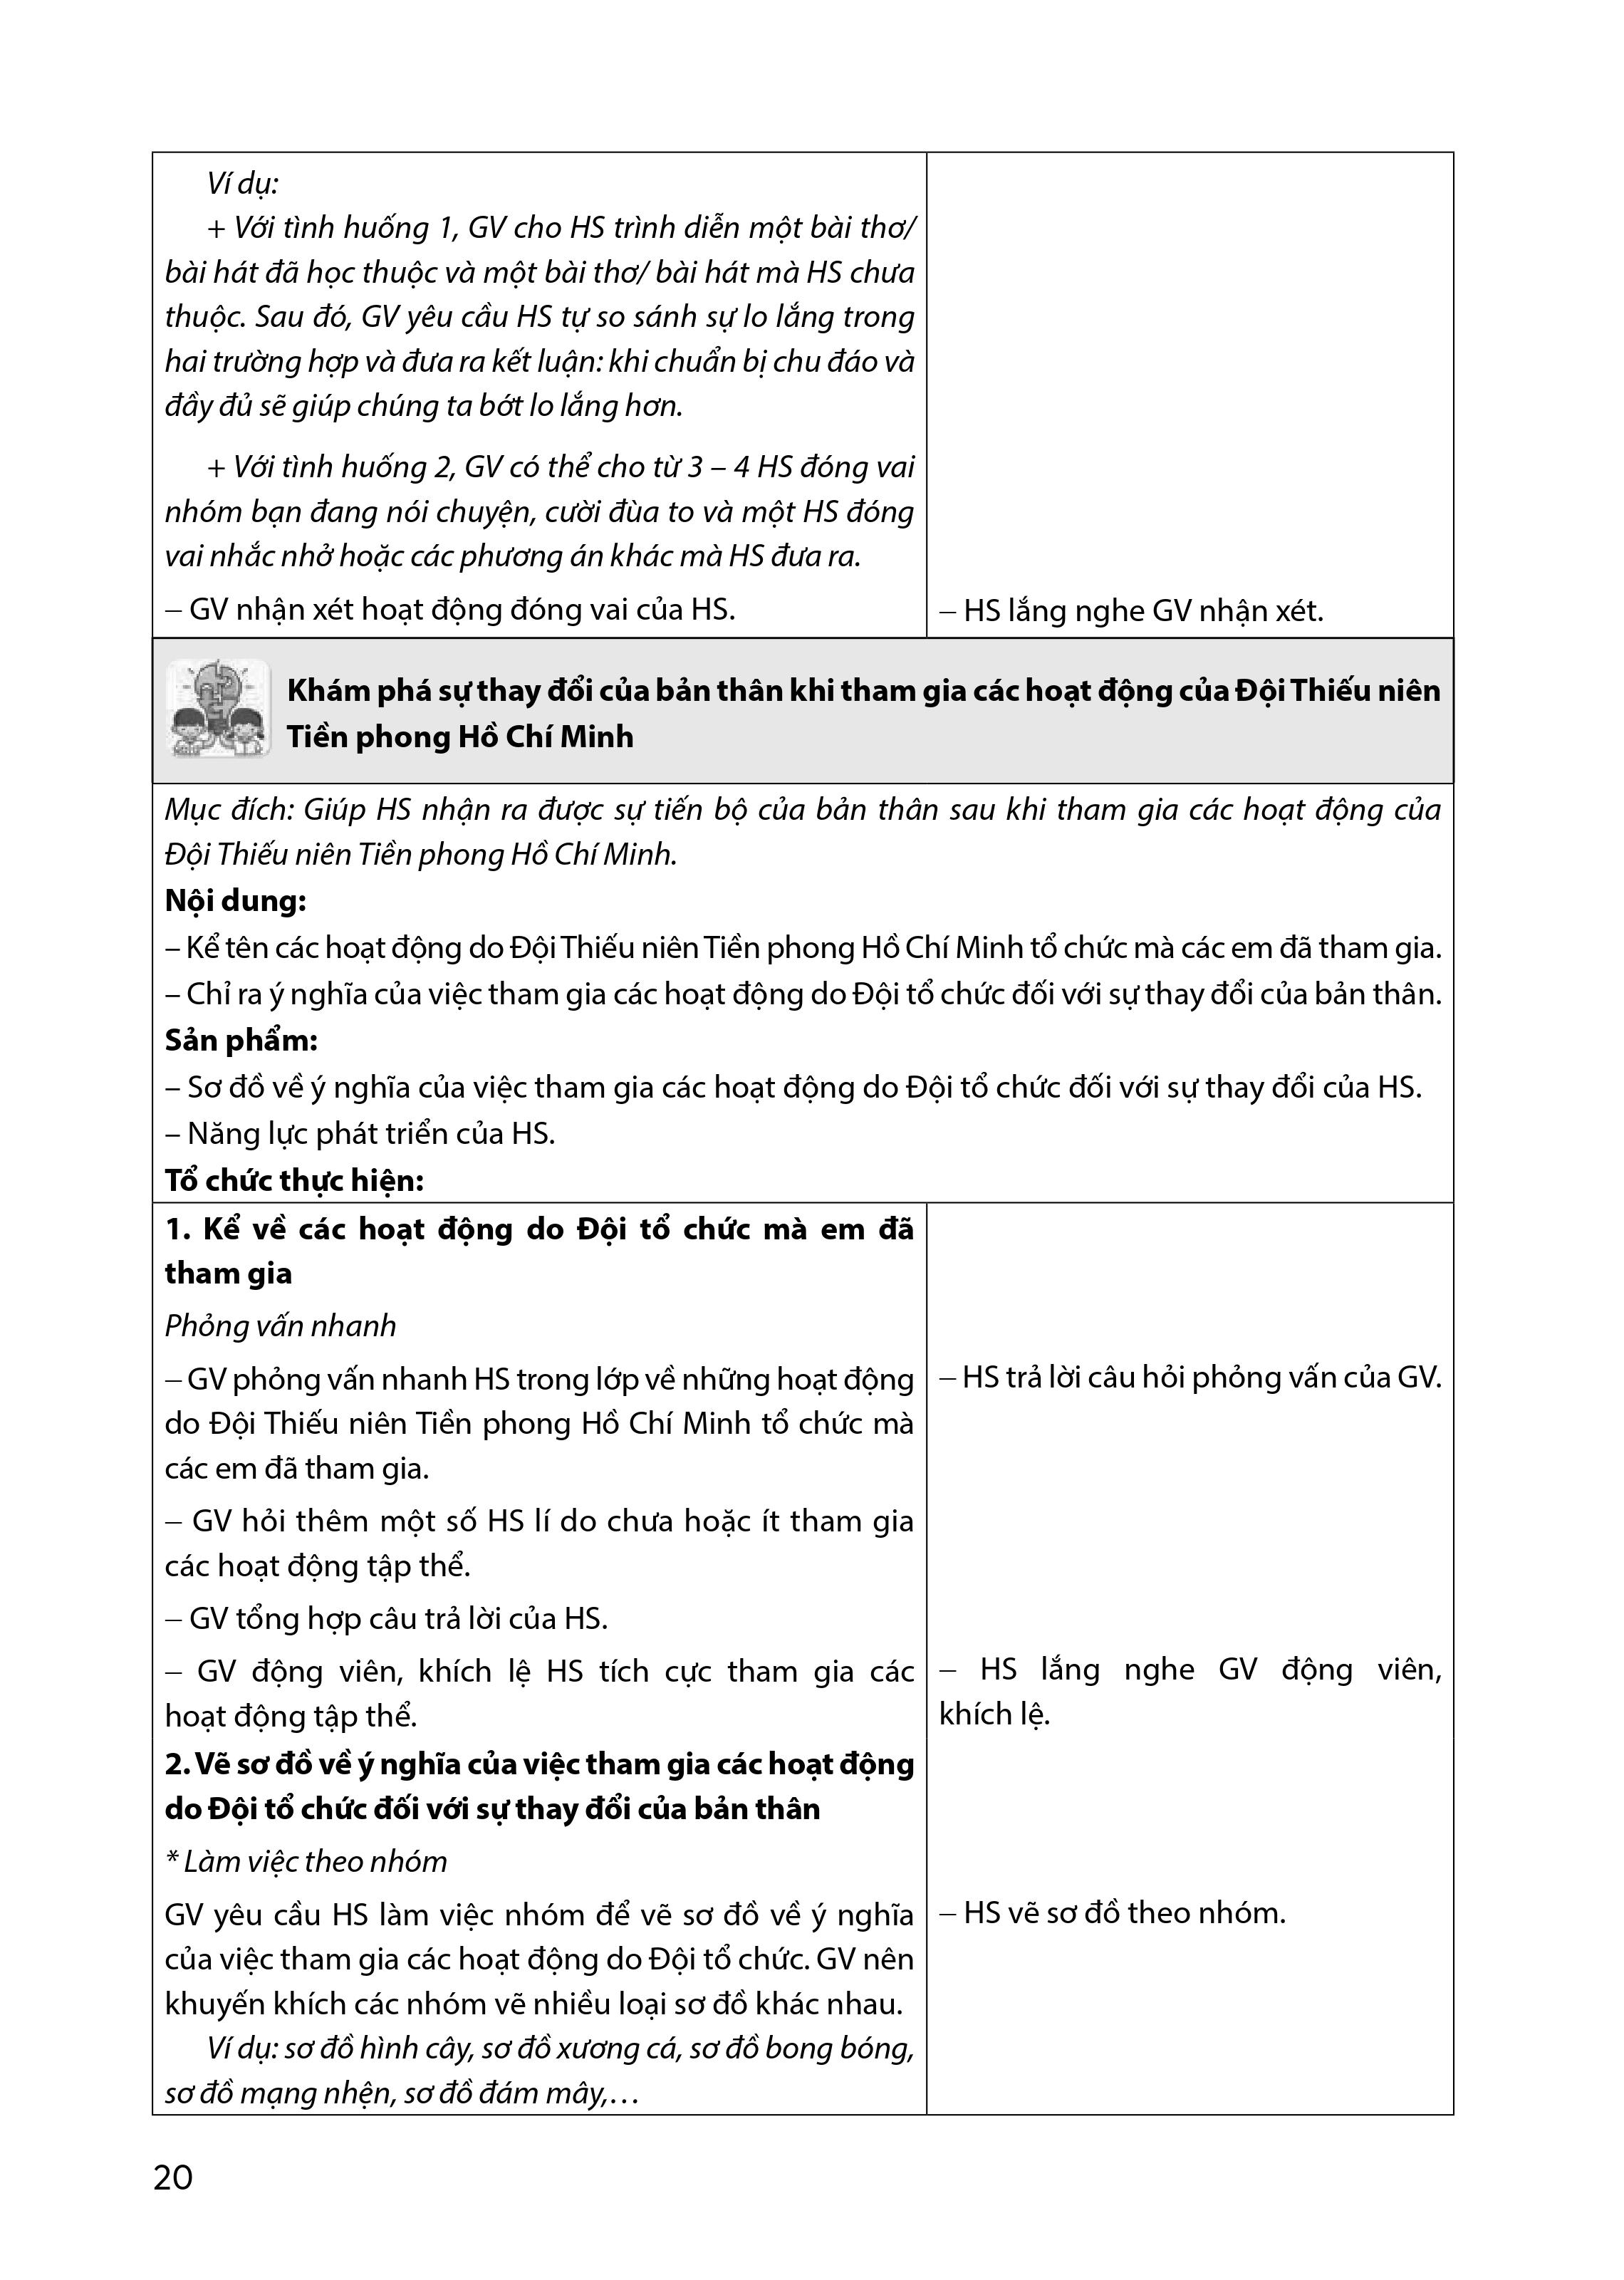 Ví dụ:
+ Với tình huống 1, GV cho HS trình diễn một bài thơ/
bài hát đã học thuộc và một bài thơ/ bài hát mà HS chưa
thuộc. Sau đó, GV yêu cầu HS tự so sánh sự lo lắng trong
hai trường hợp và đưa ra kết luận: khi chuẩn bị chu đáo và
đầy đủ sẽ giúp chúng ta bớt lo lắng hơn.
+ Với tình huống 2, GV có thể cho từ 3 – 4 HS đóng vai
nhóm bạn đang nói chuyện, cười đùa to và một HS đóng
vai nhắc nhở hoặc các phương án khác mà HS đưa ra.
– GV nhận xét hoạt động đóng vai của HS.
– HS lắng nghe GV nhận xét.
Khám phá sự thay đổi của bản thân khi tham gia các hoạt động của Đội Thiếu niên
Tiền phong Hồ Chí Minh
Mục đích: Giúp HS nhận ra được sự tiến bộ của bản thân sau khi tham gia các hoạt động của
Đội Thiếu niên Tiền phong Hồ Chí Minh.
Nội dung:
– Kể tên các hoạt động do Đội Thiếu niên Tiền phong Hồ Chí Minh tổ chức mà các em đã tham gia.
– Chỉ ra ý nghĩa của việc tham gia các hoạt động do Đội tổ chức đối với sự thay đổi của bản thân.
Sản phẩm:
– Sơ đồ về ý nghĩa của việc tham gia các hoạt động do Đội tổ chức đối với sự thay đổi của HS.
– Năng lực phát triển của HS.
Tổ chức thực hiện:
1. Kể về các hoạt động do Đội tổ chức mà em đã
tham gia
Phỏng vấn nhanh
– GV phỏng vấn nhanh HS trong lớp về những hoạt động
do Đội Thiếu niên Tiền phong Hồ Chí Minh tổ chức mà
các em đã tham gia.
– HS trả lời câu hỏi phỏng vấn của GV.
– GV hỏi thêm một số HS lí do chưa hoặc ít tham gia
các hoạt động tập thể.
– GV tổng hợp câu trả lời của HS.
– GV động viên, khích lệ HS tích cực tham gia các
hoạt động tập thể.
– HS lắng nghe GV động viên,
khích lệ.
2. Vẽ sơ đồ về ý nghĩa của việc tham gia các hoạt động
do Đội tổ chức đối với sự thay đổi của bản thân
* Làm việc theo nhóm
GV yêu cầu HS làm việc nhóm để vẽ sơ đồ về ý nghĩa
của việc tham gia các hoạt động do Đội tổ chức. GV nên
khuyến khích các nhóm vẽ nhiều loại sơ đồ khác nhau.
– HS vẽ sơ đồ theo nhóm.
Ví dụ: sơ đồ hình cây, sơ đồ xương cá, sơ đồ bong bóng,
sơ đồ mạng nhện, sơ đồ đám mây,…
20